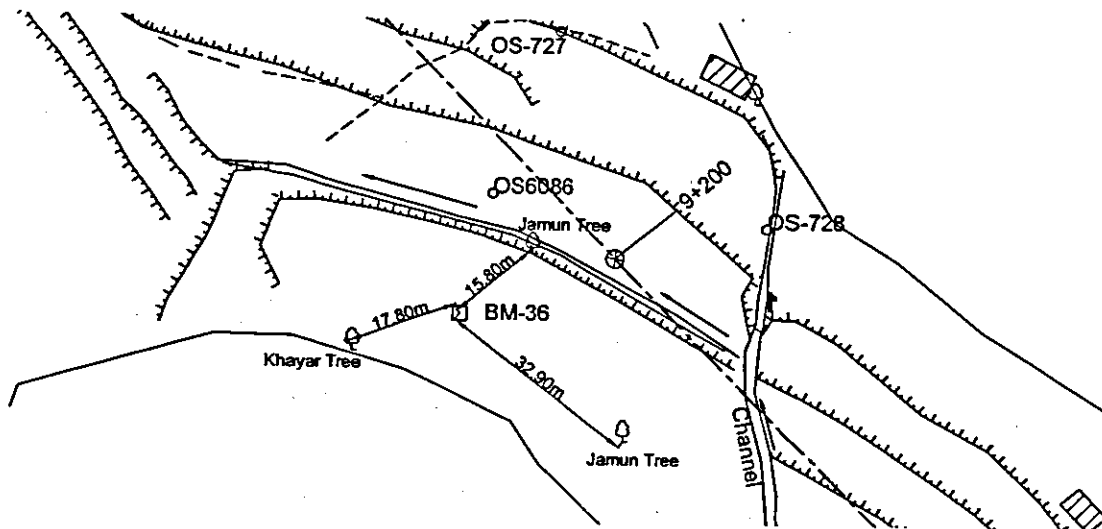 OS-727
9+200
OS6086
Jamun Tree
OS-728
15.80m
17.80m
BM-36
Khayar Tree
32.90m
Jamun Tree
Channel